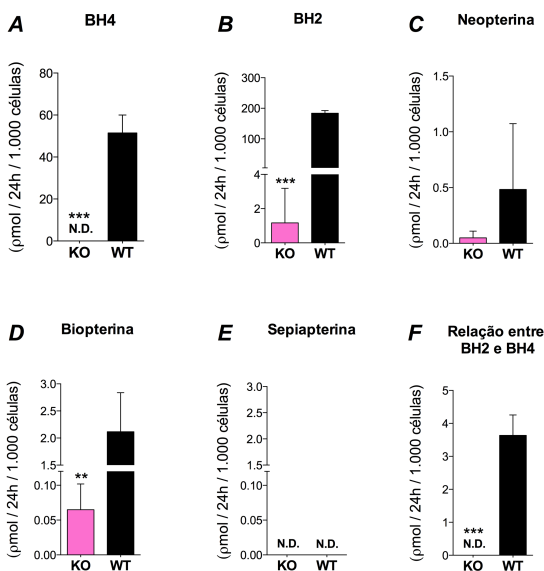 A
BH4
(ρmol / 24h / 1.000 células)
80
60
40
20
0
***
N.D.
KO
WT
B
BH2
(ρmol / 24h / 1.000 células)
300
200
100
4
2
0
***
KO
WT
C
Neopterina
(ρmol / 24h / 1.000 células)
1.5
1.0
0.5
0.0
KO
WT
D
Biopterina
(ρmol / 24h / 1.000 células)
3.0
2.5
2.0
1.5
0.10
0.05
0.00
**
KO
WT
E
Sepiapterina
(ρmol / 24h / 1.000 células)
3.0
2.5
2.0
1.5
0.10
0.05
0.00
N.D.
N.D.
KO
WT
F
Relação entre
BH2 e BH4
(ρmol / 24h / 1.000 células)
5
4
3
2
1
0
***
N.D.
KO
WT